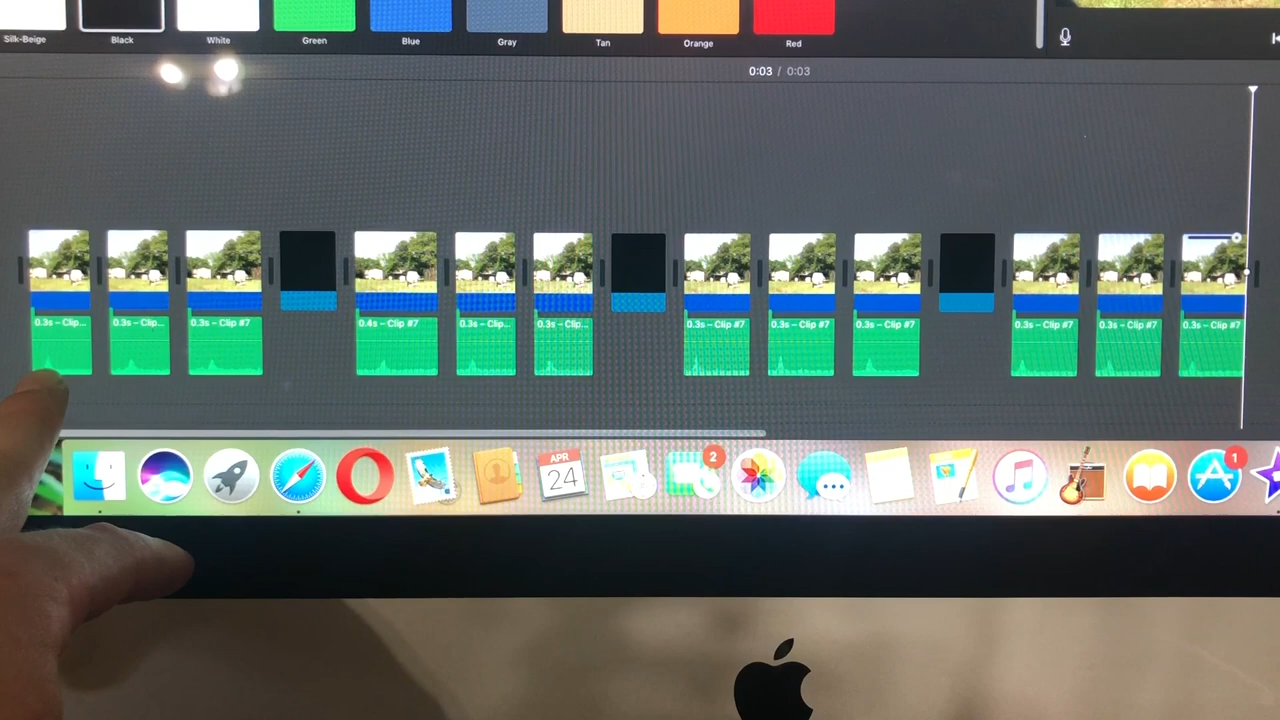 Silk-Beige Black White Green Blue Gray Tan Orange Red
0:03 / 0:03
0.3s – Clip... 0.3s – Clip... 0.3s – Clip #7 0.4s – Clip #7 0.3s – Clip... 0.3s – Clip... 0.3s – Clip #7 0.3s – Clip #7 0.3s – Clip #7 0.3s – Clip #7 0.3s – Clip #7 0.3s – Clip #7
APR 2 1
24